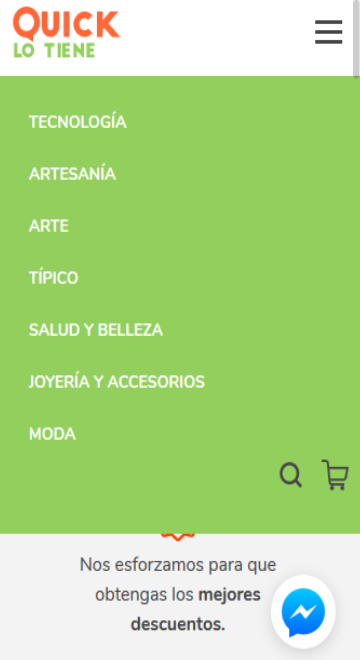 QUICK
LO TIENE
TECNOLOGÍA
ARTESANÍA
ARTE
TÍPICO
SALUD Y BELLEZA
JOYERÍA Y ACCESORIOS
MODA
Nos esforzamos para que
obtengas los mejores
descuentos.